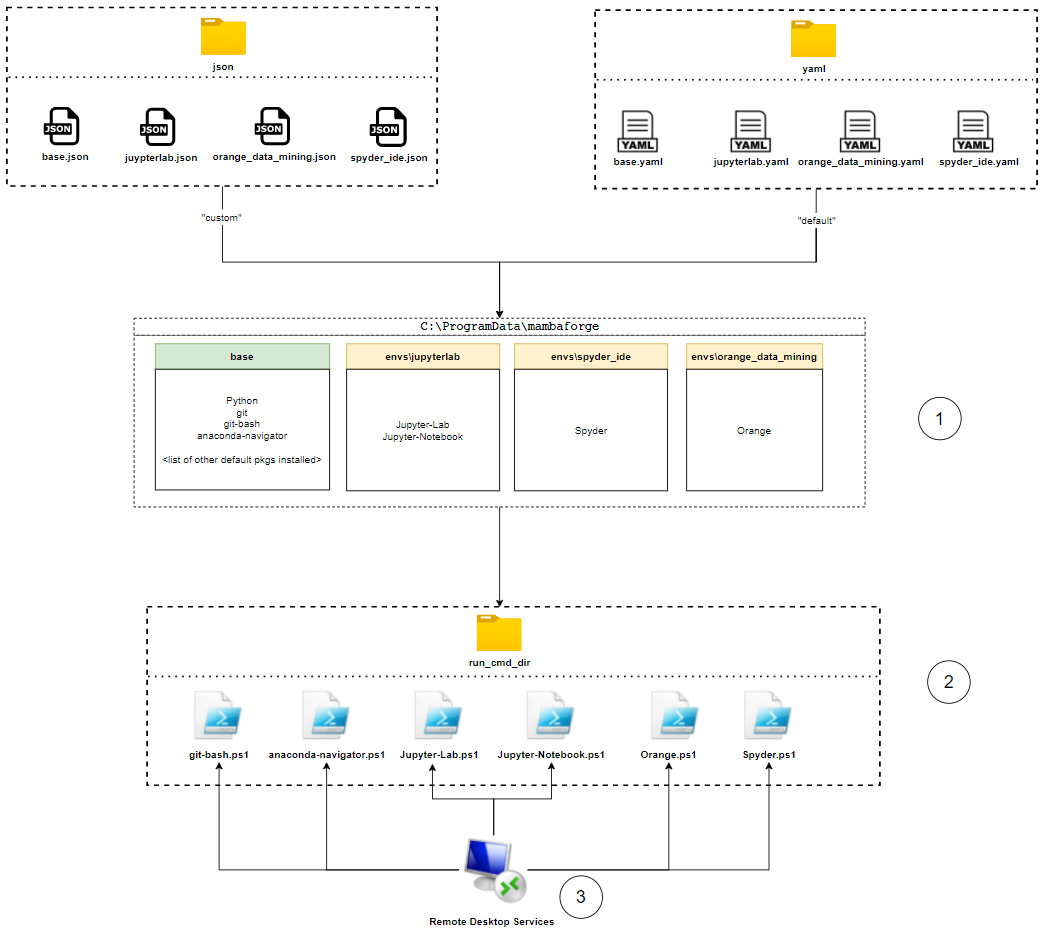 json
yaml
JSON
JSON
JSON
JSON
base.json
juypterlab.json
orange_data_mining.json
spyder_ide.json
YAML
YAML
YAML
YAML
base.yaml
jupyterlab.yaml
orange_data_mining.yaml
spyder_ide.yaml
"custom"
"default"
C:\ProgramData\mambaforge
base
envs\jupyterlab
envs\spyder_ide
envs\orange_data_mining
Python
git
git-bash
anaconda-navigator
<list of other default pkgs installed>
Jupyter-Lab
Jupyter-Notebook
Spyder
Orange
1
run_cmd_dir
2
git-bash.ps1
anaconda-navigator.ps1
Jupyter-Lab.ps1
Jupyter-Notebook.ps1
Orange.ps1
Spyder.ps1
3
Remote Desktop Services